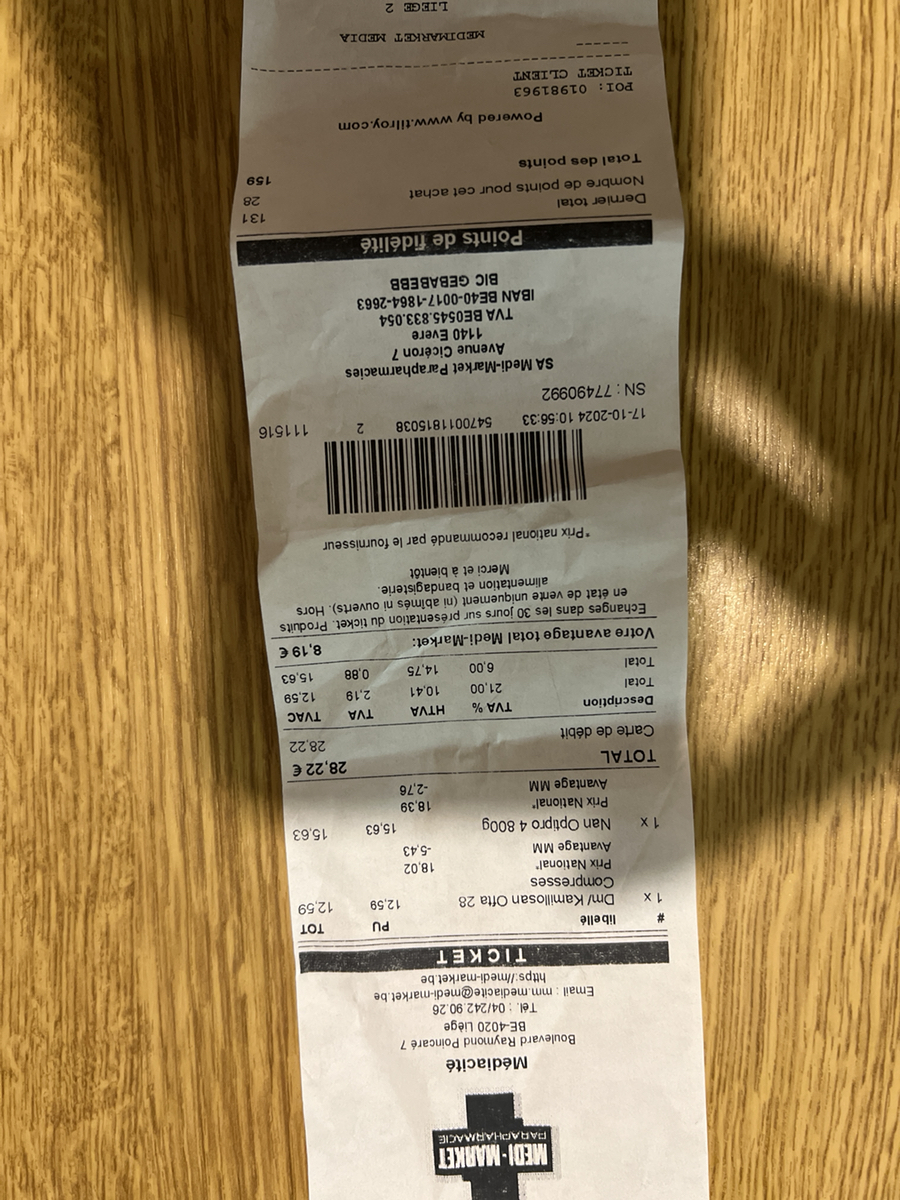 MEDI-MARKET
PARAPHARMACIE
Médiacité
Boulevard Raymond Poincaré 7
BE-4020 Liège
Tél. : 04/242.90.26
Email : mm.mediacite@medi-market.be
https://medi-market.be
TICKET
# libellé PU TOT
1 x Dm/ Kamillosan Ofta 28 12,59 12,59
Compresses
Prix National* 18,02
Avantage MM -5,43
1 x Nan Optipro 4 800g 15,63 15,63
Prix National* 18,39
Avantage MM -2,76
TOTAL 28,22 €
Carte de débit 28,22
Description TVA % HTVA TVA TVAC
Total 21,00 10,41 2,19 12,59
Total 6,00 14,75 0,88 15,63
Votre avantage total Medi-Market: 8,19 €
Echanges dans les 30 jours sur présentation du ticket. Produits
en état de vente uniquement (ni abîmés ni ouverts). Hors
alimentation et bandagisterie.
Merci et à bientôt
*Prix national recommandé par le fournisseur
17-10-2024 10:56:33 5470011815038 2 111516
SN : 77490992
SA Medi-Market Parapharmacies
Avenue Cicéron 7
1140 Evere
TVA BE0545.833.054
IBAN BE40-0017-1864-2663
BIC GEBABEBB
Points de fidélité
Dernier total 131
Nombre de points pour cet achat 28
Total des points 159
Powered by www.tilroy.com
POI: 01981963
TICKET CLIENT
MEDIMARKET MEDIA
LIEGE 2